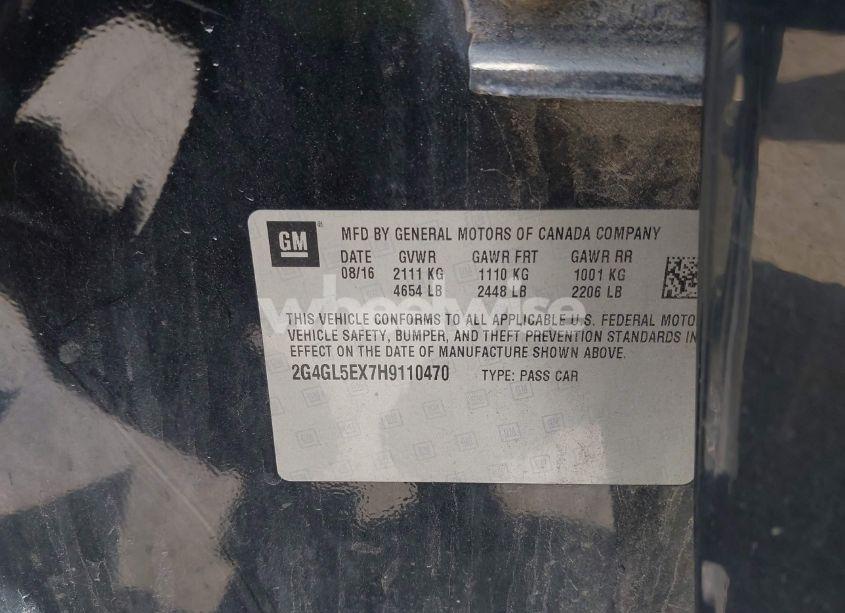 GM
MFD BY GENERAL MOTORS OF CANADA COMPANY
DATE GVWR GAWR FRT GAWR RR
08/16 2111 KG 1110 KG 1001 KG
4654 LB 2448 LB 2206 LB
wheelwise
THIS VEHICLE CONFORMS TO ALL APPLICABLE U.S. FEDERAL MOTO
VEHICLE SAFETY, BUMPER, AND THEFT PREVENTION STANDARDS IN
EFFECT ON THE DATE OF MANUFACTURE SHOWN ABOVE.
2G4GL5EX7H9110470 TYPE: PASS CAR